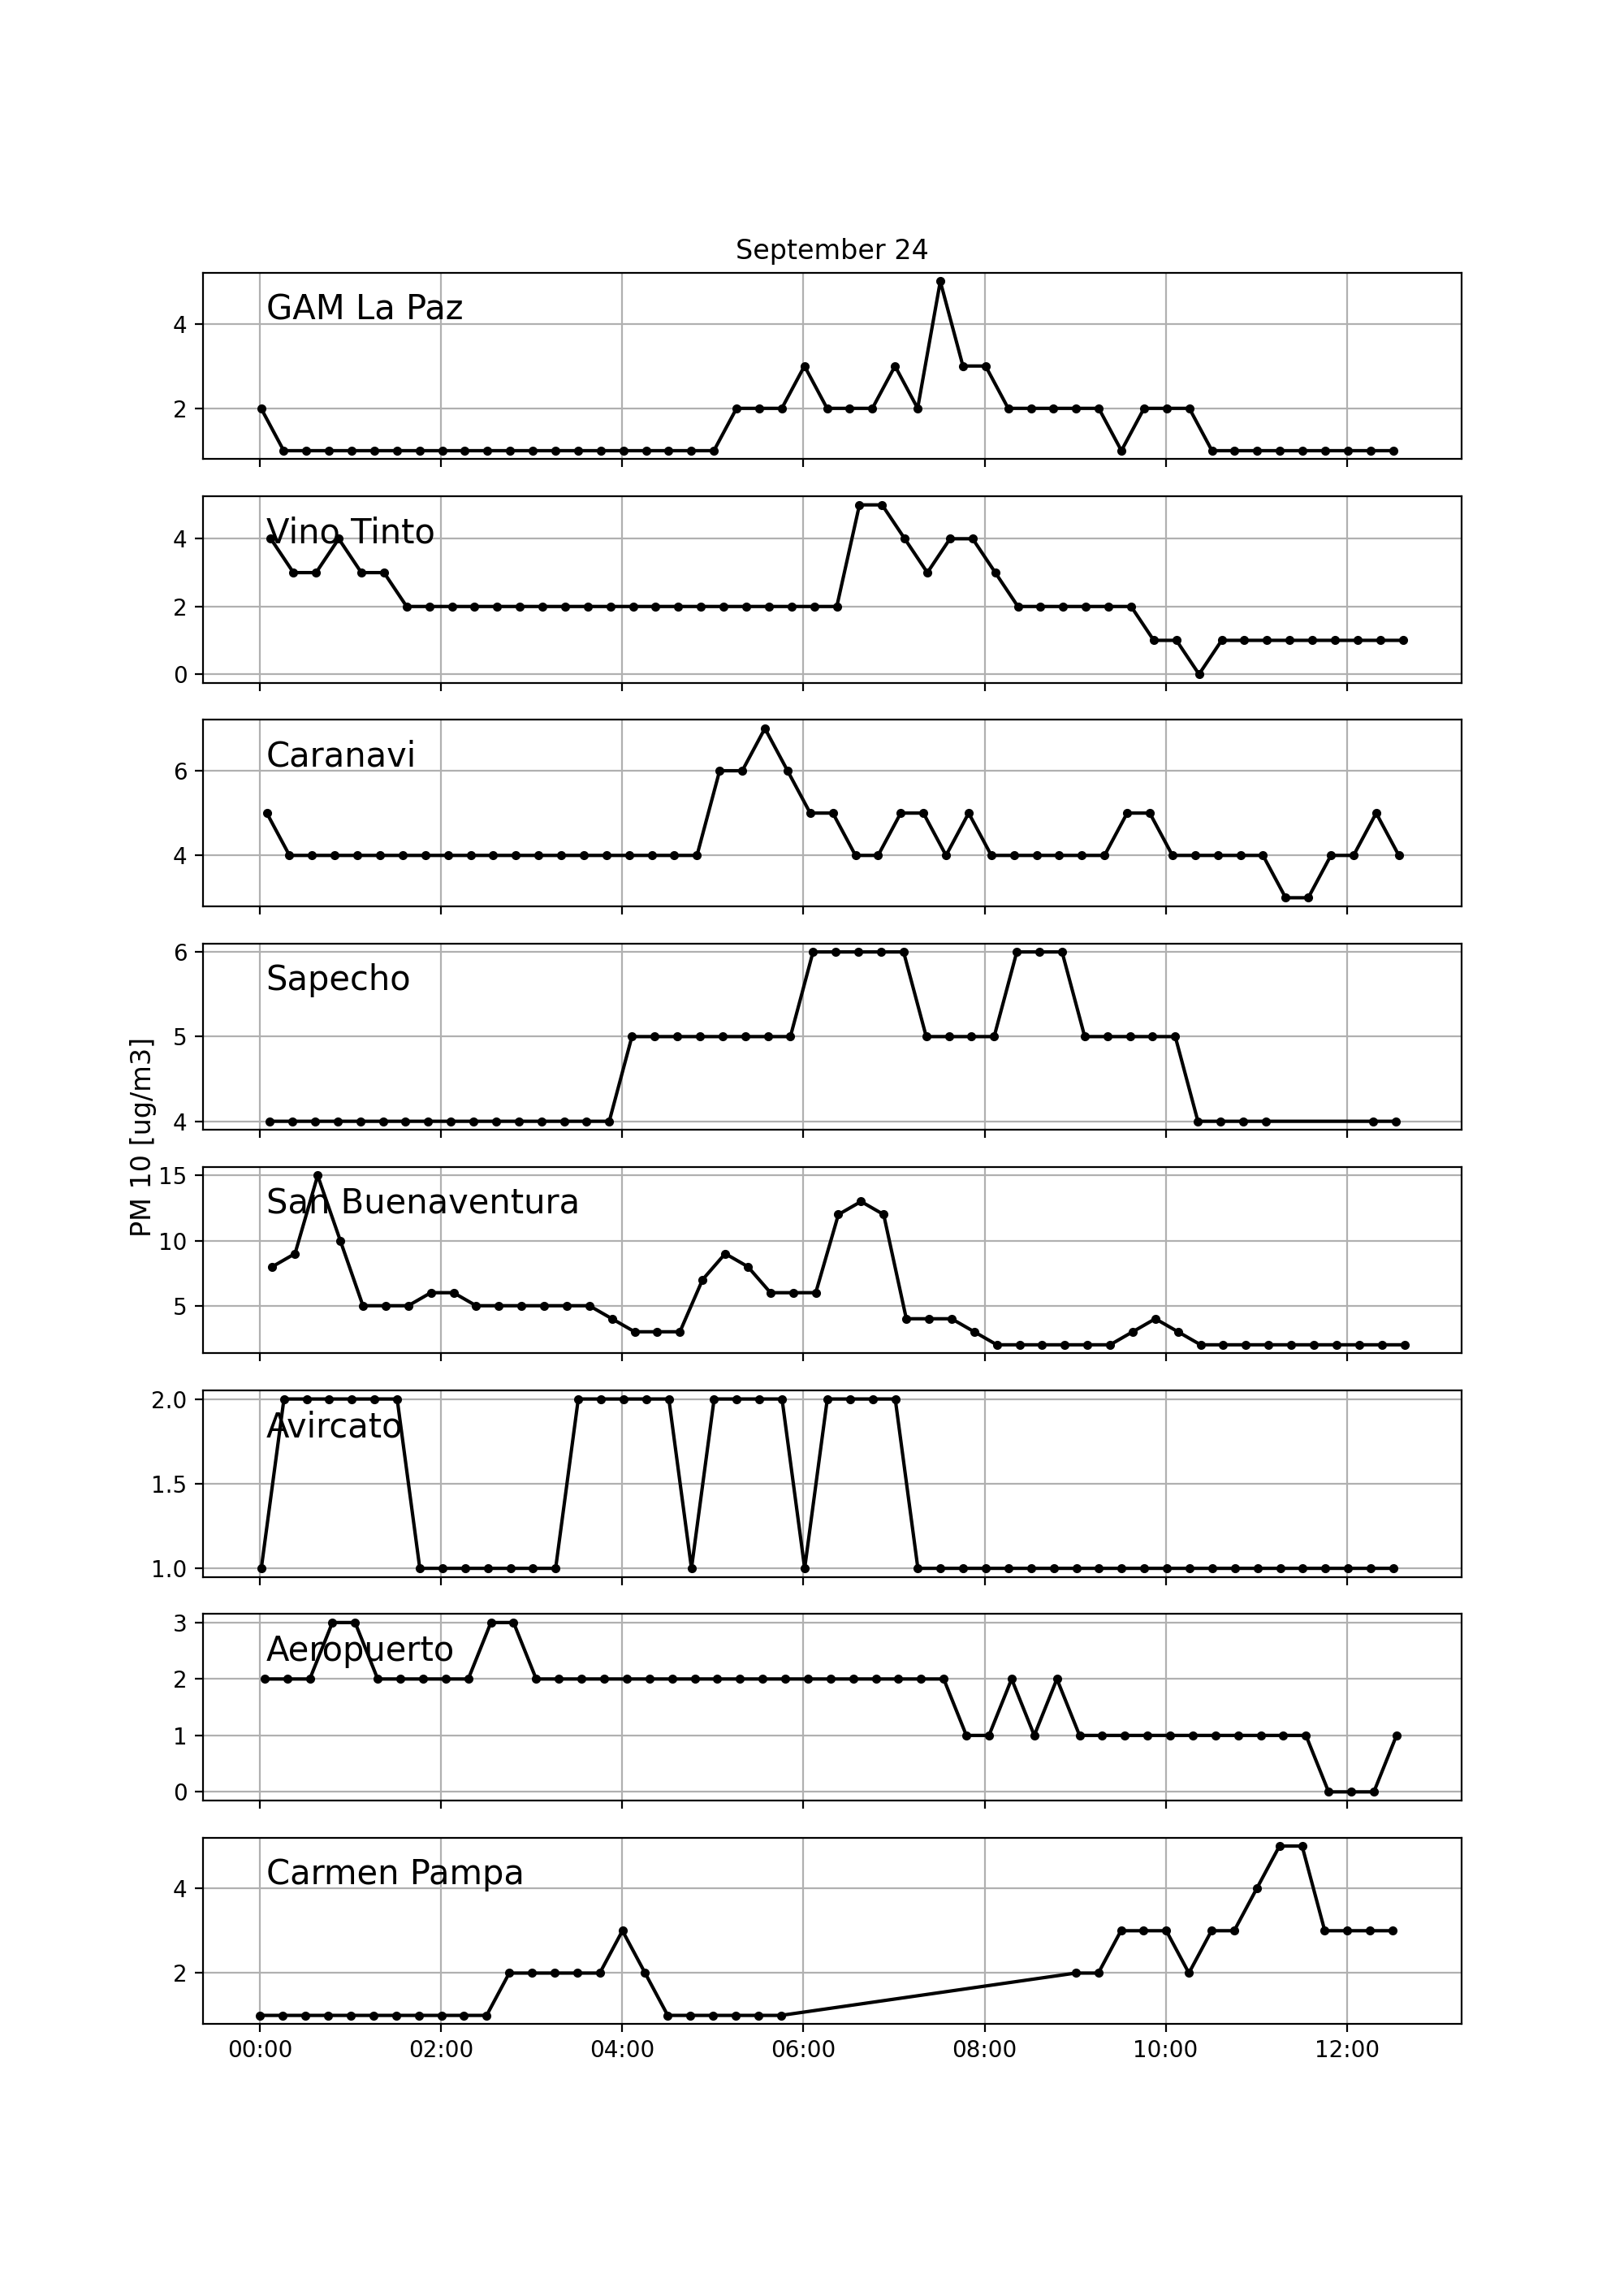 September 24
GAM La Paz
4
2
Vino Tinto
4
2
0
Caranavi
6
4
Sapecho
6
5
4
PM 10 [ug/m3]
San Buenaventura
15
10
5
Avircato
2.0
1.5
1.0
Aeropuerto
3
2
1
0
Carmen Pampa
4
2
00:00 02:00 04:00 06:00 08:00 10:00 12:00